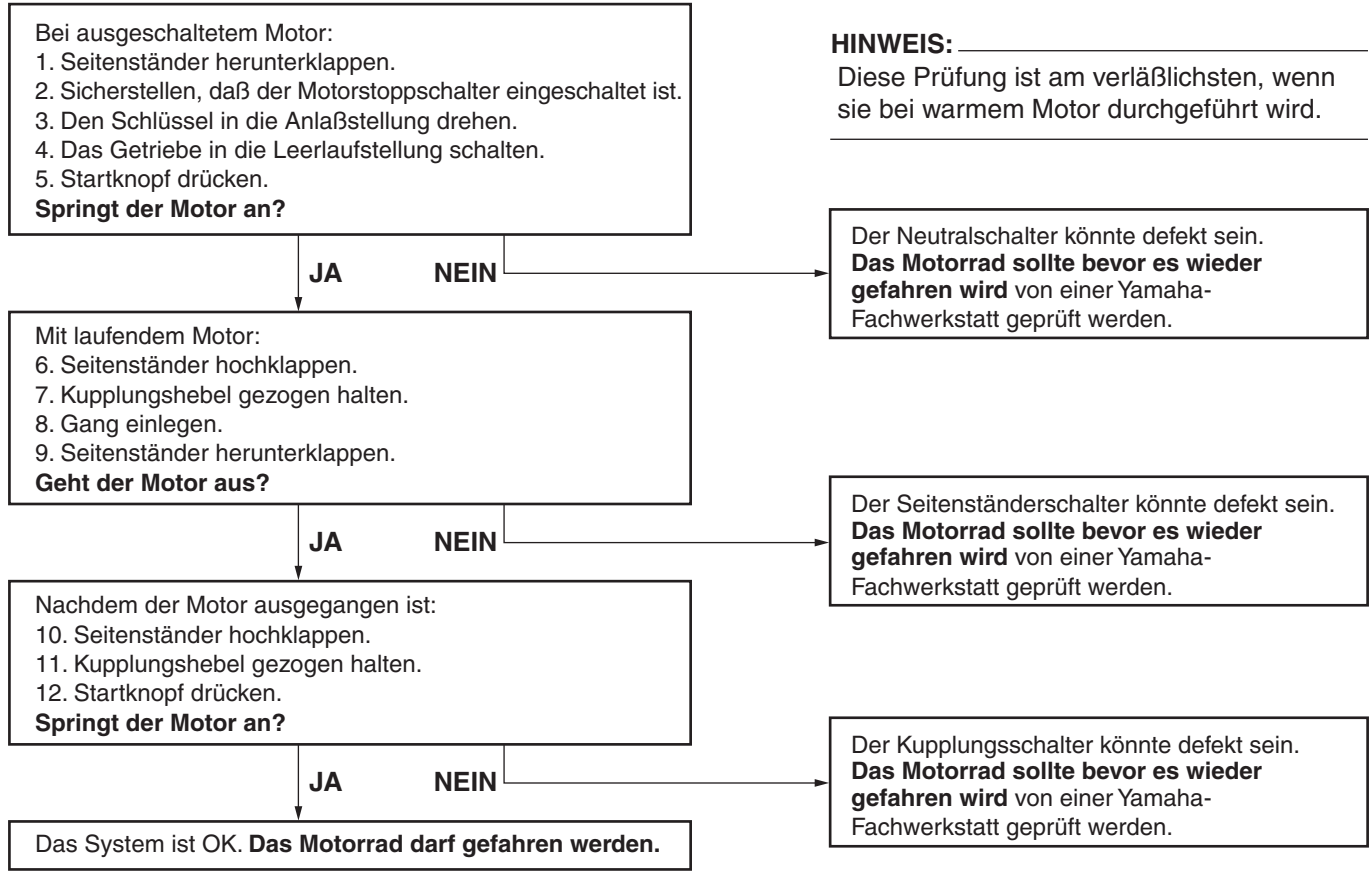 Bei ausgeschaltetem Motor:
1. Seitenständer herunterklappen.
2. Sicherstellen, daß der Motorstoppschalter eingeschaltet ist.
3. Den Schlüssel in die Anlaßstellung drehen.
4. Das Getriebe in die Leerlaufstellung schalten.
5. Startknopf drücken.
Springt der Motor an?
HINWEIS:
Diese Prüfung ist am verläßlichsten, wenn
sie bei warmem Motor durchgeführt wird.
JA
NEIN
Der Neutralschalter könnte defekt sein.
Das Motorrad sollte bevor es wieder
gefahren wird von einer Yamaha-
Fachwerkstatt geprüft werden.
Mit laufendem Motor:
6. Seitenständer hochklappen.
7. Kupplungshebel gezogen halten.
8. Gang einlegen.
9. Seitenständer herunterklappen.
Geht der Motor aus?
JA
NEIN
Der Seitenständerschalter könnte defekt sein.
Das Motorrad sollte bevor es wieder
gefahren wird von einer Yamaha-
Fachwerkstatt geprüft werden.
Nachdem der Motor ausgegangen ist:
10. Seitenständer hochklappen.
11. Kupplungshebel gezogen halten.
12. Startknopf drücken.
Springt der Motor an?
JA
NEIN
Der Kupplungsschalter könnte defekt sein.
Das Motorrad sollte bevor es wieder
gefahren wird von einer Yamaha-
Fachwerkstatt geprüft werden.
Das System ist OK. Das Motorrad darf gefahren werden.